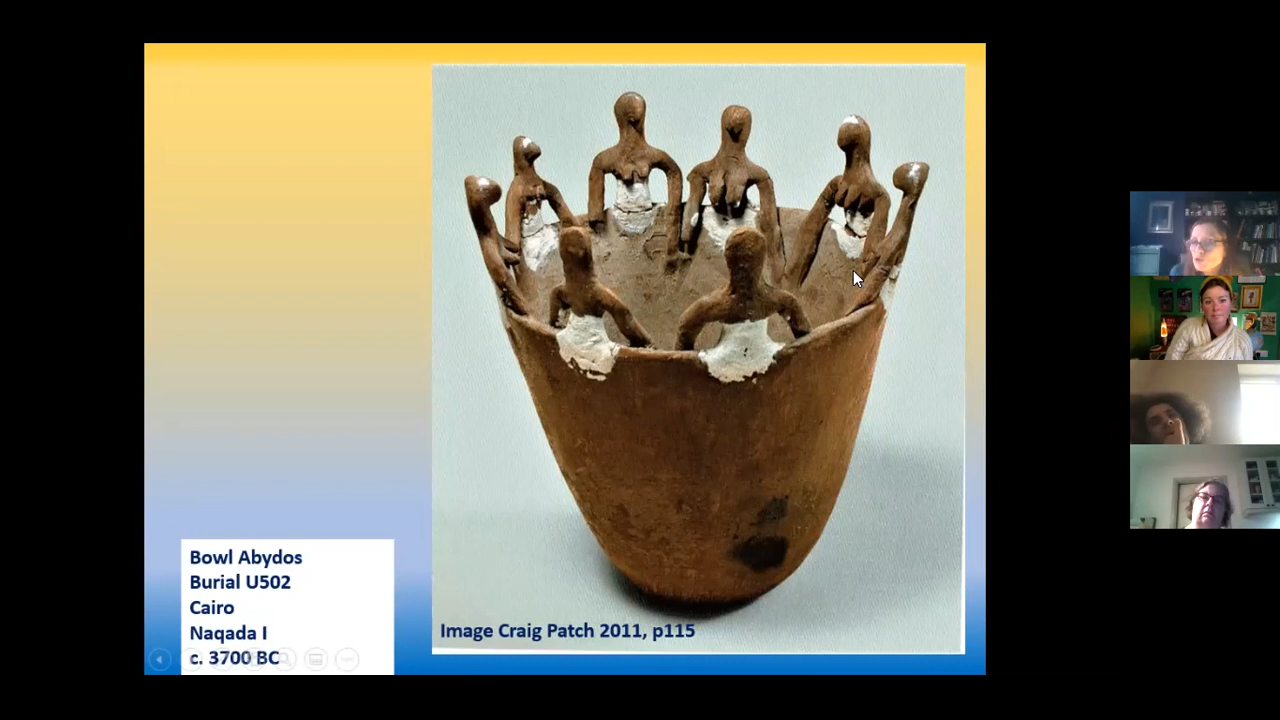 Bowl Abydos
Burial U502
Cairo
Naqada I
c. 3700 BC
Image Craig Patch 2011, p115